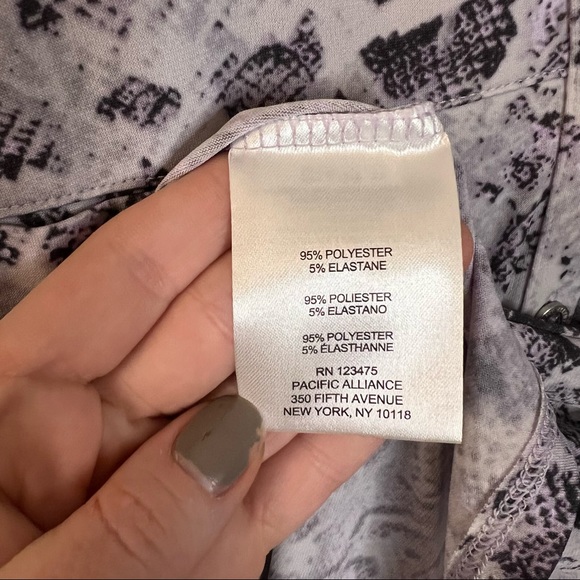 95% POLYESTER
5% ELASTANE
95% POLIESTER
5% ELASTANO
95% POLYESTER
5% ÉLASTHANNE
RN 123475
PACIFIC ALLIANCE
350 FIFTH AVENUE
NEW YORK, NY 10118